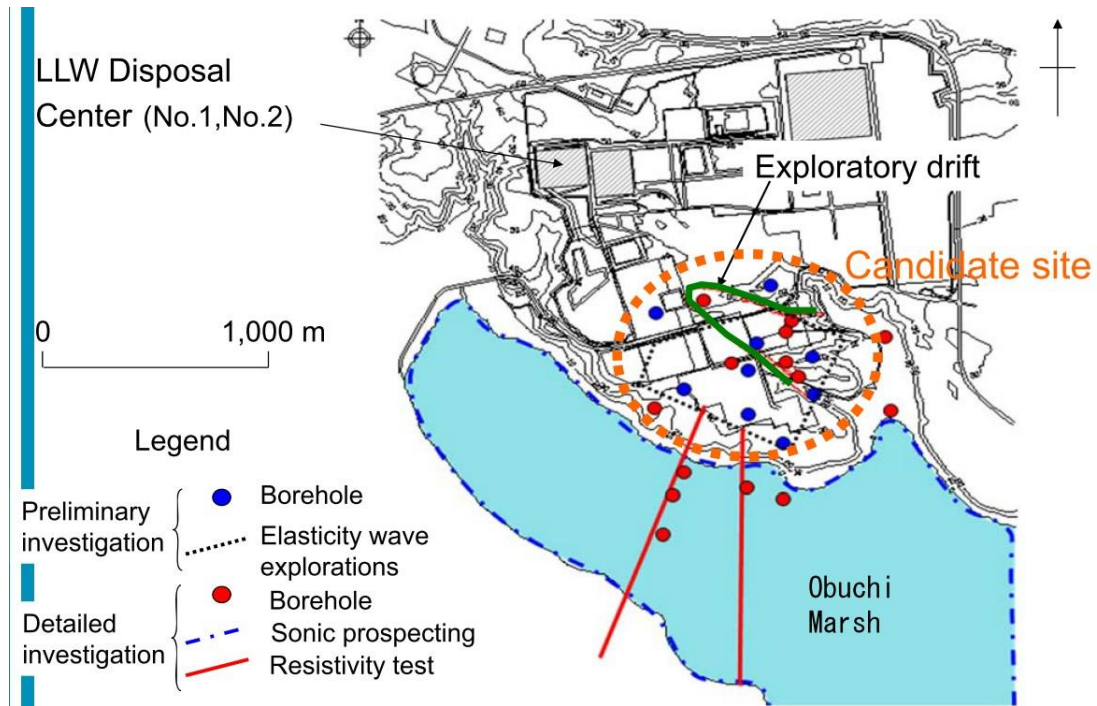 LLW Disposal
Center (No.1,No.2)
Exploratory drift
Candidate site
0 1,000 m
Legend
Preliminary
investigation
Borehole
Elasticity wave
explorations
Detailed
investigation
Borehole
Sonic prospecting
Resistivity test
Obuchi
Marsh